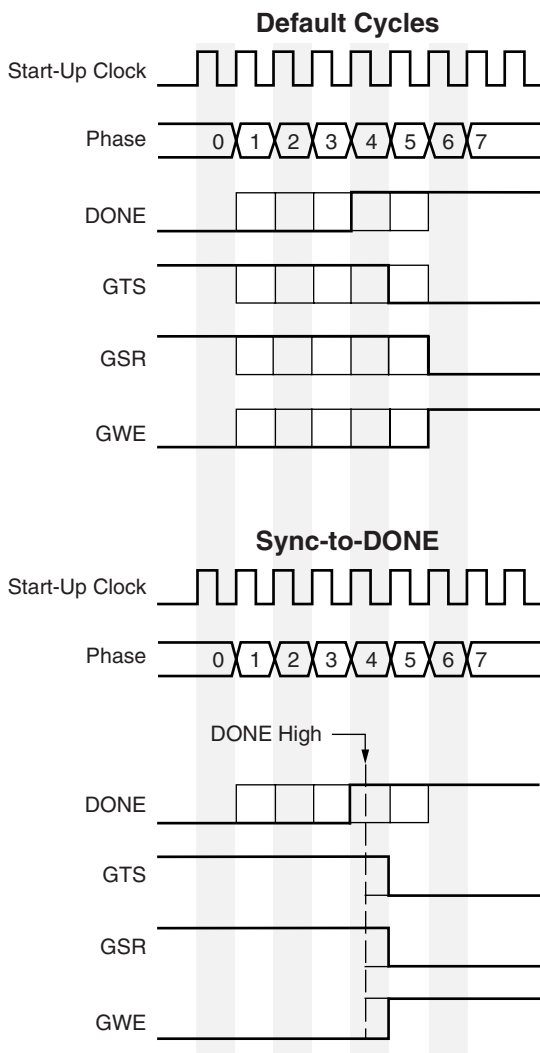 Default Cycles
Start-Up Clock
Phase 0 1 2 3 4 5 6 7
DONE
GTS
GSR
GWE
Sync-to-DONE
Start-Up Clock
Phase 0 1 2 3 4 5 6 7
DONE High
DONE
GTS
GSR
GWE